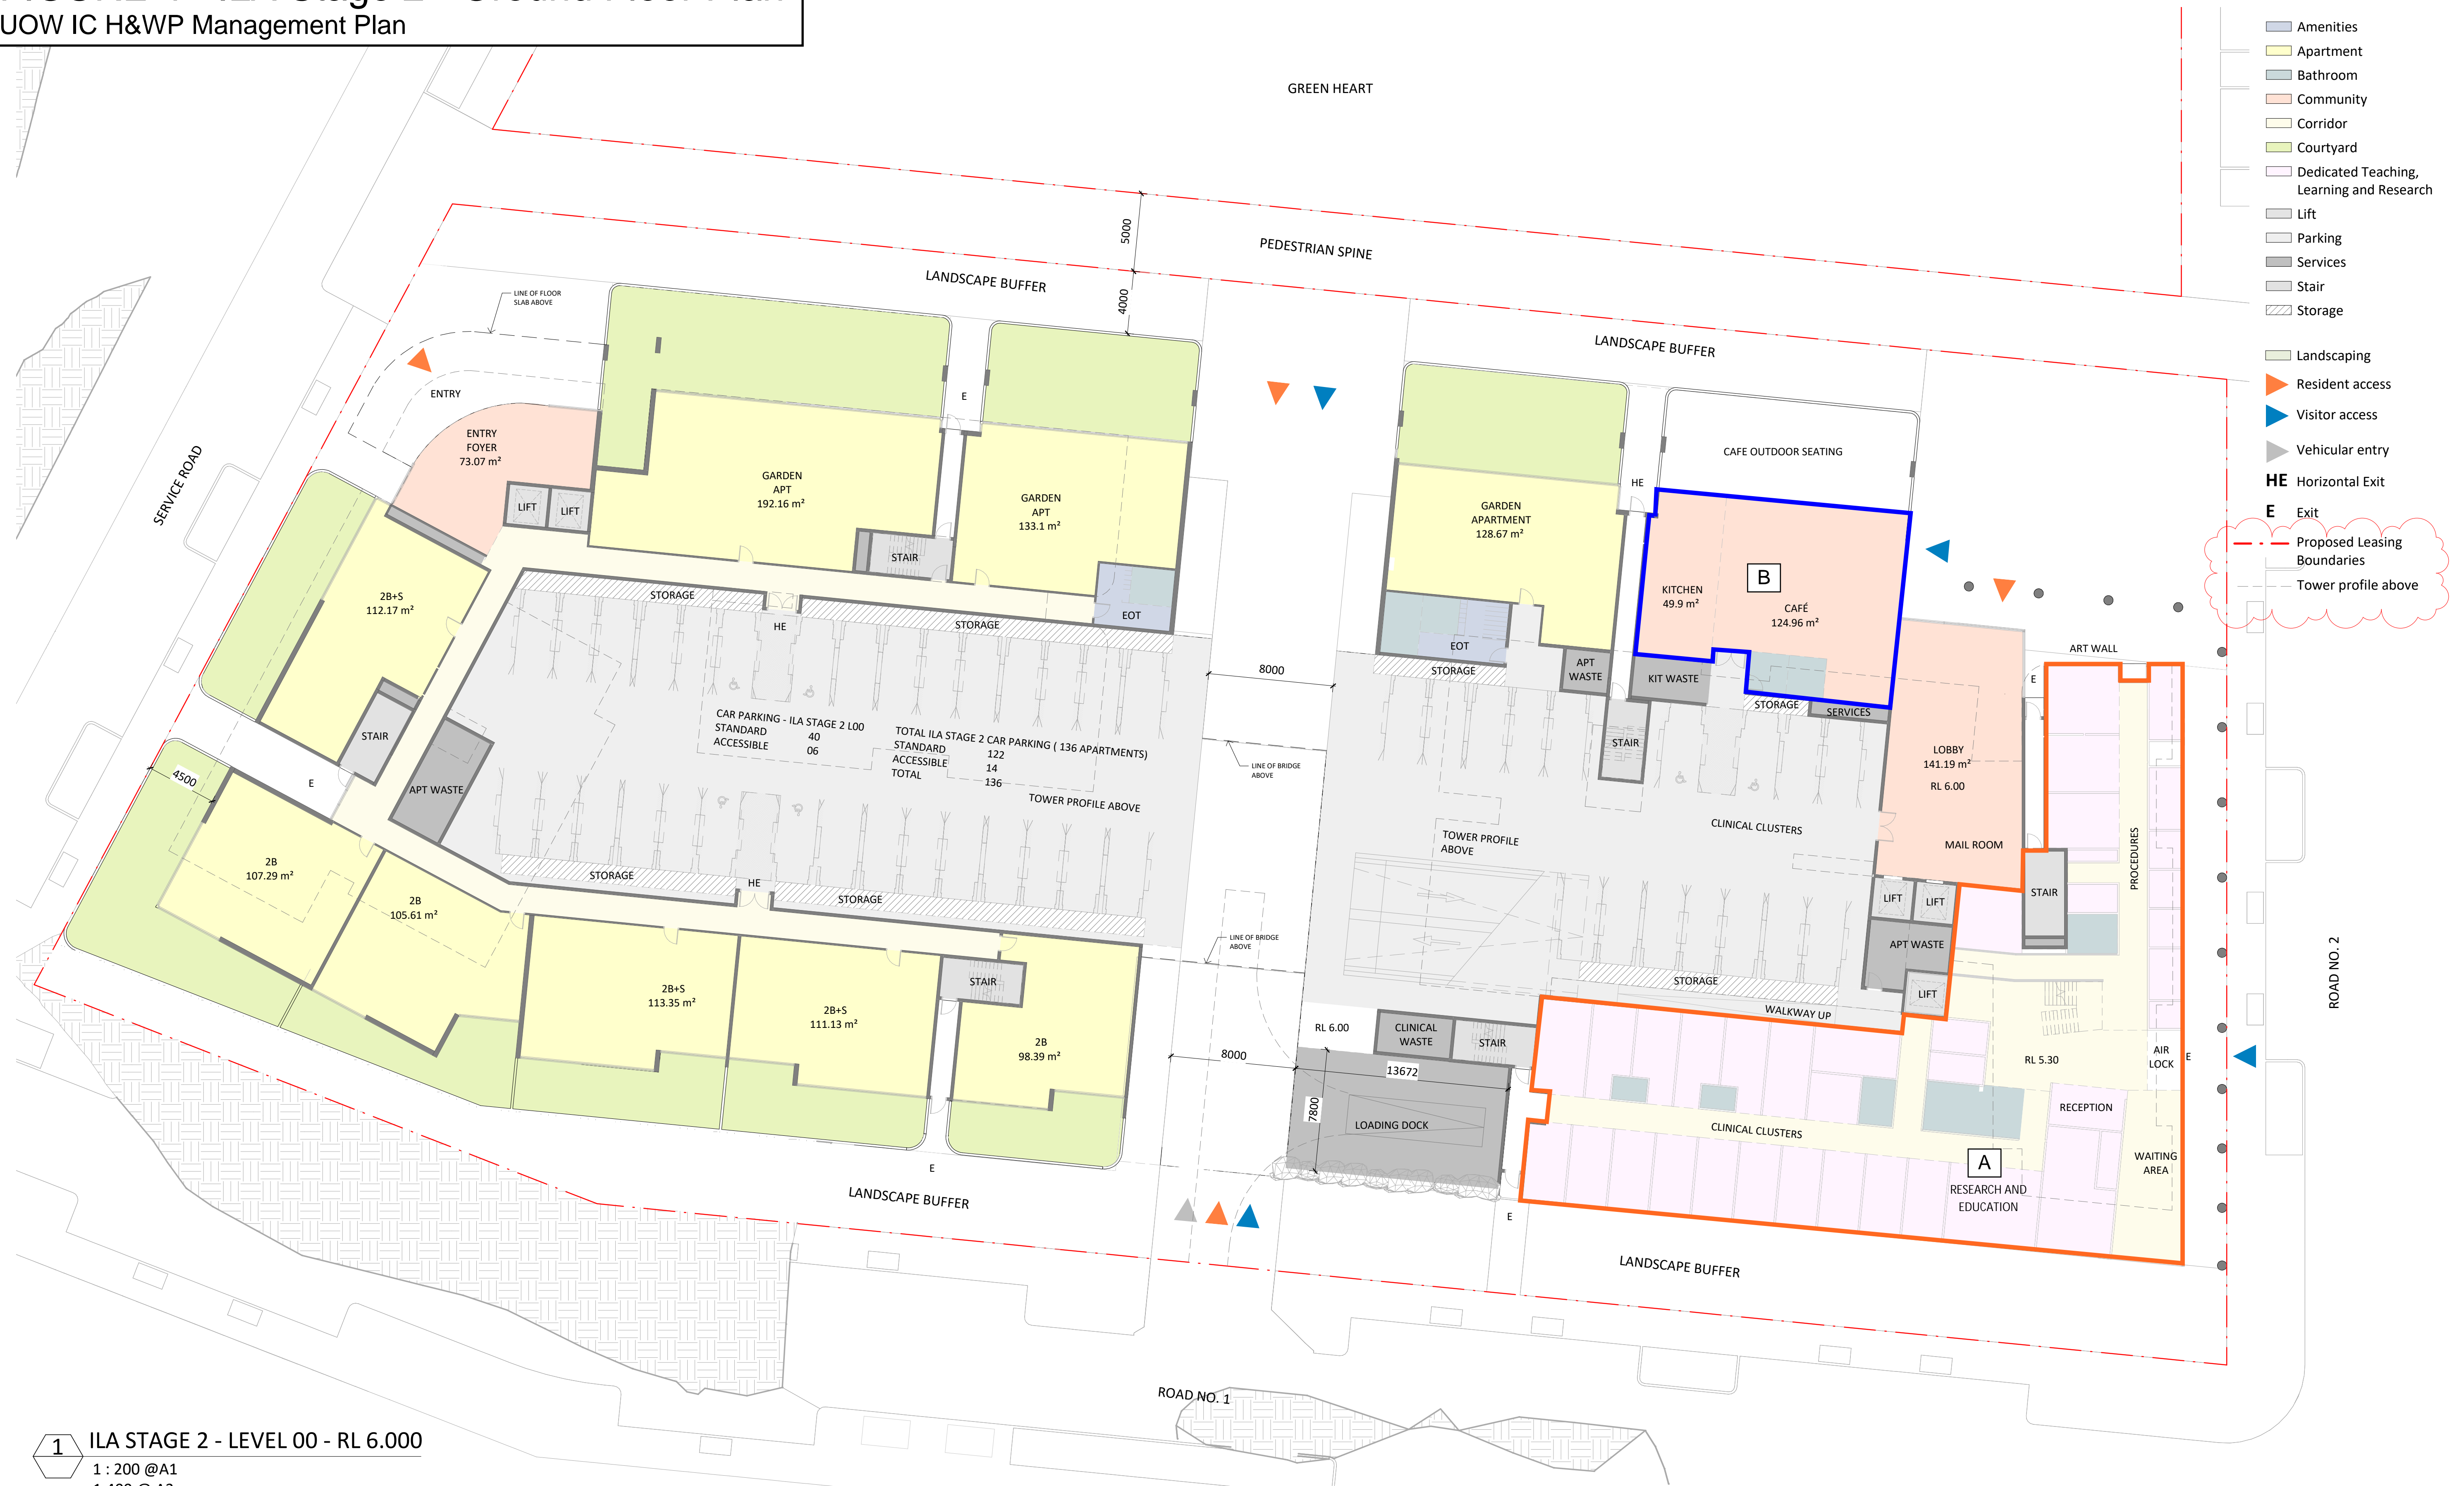 UOW IC H&WP Management Plan
Amenities
Apartment
Bathroom
Community
Corridor
Courtyard
Dedicated Teaching,
Learning and Research
Lift
Parking
Services
Stair
Storage
Landscaping
Resident access
Visitor access
Vehicular entry
HE Horizontal Exit
E Exit
Proposed Leasing
Boundaries
Tower profile above
GREEN HEART
PEDESTRIAN SPINE
5000
4000
LANDSCAPE BUFFER
LANDSCAPE BUFFER
LINE OF FLOOR
SLAB ABOVE
ENTRY
ENTRY
FOYER
73.07 m²
LIFT
LIFT
SERVICE ROAD
GARDEN
APT
192.16 m²
E
GARDEN
APT
133.1 m²
STAIR
EOT
2B+S
112.17 m²
STAIR
STORAGE
HE
STORAGE
CAR PARKING - ILA STAGE 2 L00
STANDARD 40
ACCESSIBLE 06
TOTAL ILA STAGE 2 CAR PARKING ( 136 APARTMENTS)
STANDARD 122
ACCESSIBLE 14
TOTAL 136
TOWER PROFILE ABOVE
APT WASTE
E
4500
2B
107.29 m²
2B
105.61 m²
STORAGE
HE
STORAGE
2B+S
113.35 m²
2B+S
111.13 m²
STAIR
2B
98.39 m²
E
LANDSCAPE BUFFER
8000
LINE OF BRIDGE
ABOVE
LINE OF BRIDGE
ABOVE
8000
GARDEN
APARTMENT
128.67 m²
HE
CAFE OUTDOOR SEATING
B
KITCHEN
49.9 m²
CAFÉ
124.96 m²
EOT
STORAGE
APT
WASTE
KIT WASTE
STORAGE
SERVICES
STAIR
ART WALL
E
LOBBY
141.19 m²
RL 6.00
CLINICAL CLUSTERS
TOWER PROFILE
ABOVE
MAIL ROOM
PROCEDURES
STAIR
LIFT
LIFT
APT WASTE
LIFT
STORAGE
WALKWAY UP
RL 6.00
CLINICAL
WASTE
STAIR
13672
7800
LOADING DOCK
CLINICAL CLUSTERS
RL 5.30
AIR
LOCK
E
RECEPTION
WAITING
AREA
A
RESEARCH AND
EDUCATION
E
LANDSCAPE BUFFER
ROAD NO. 2
ROAD NO. 1
1
ILA STAGE 2 - LEVEL 00 - RL 6.000
1 : 200 @A1